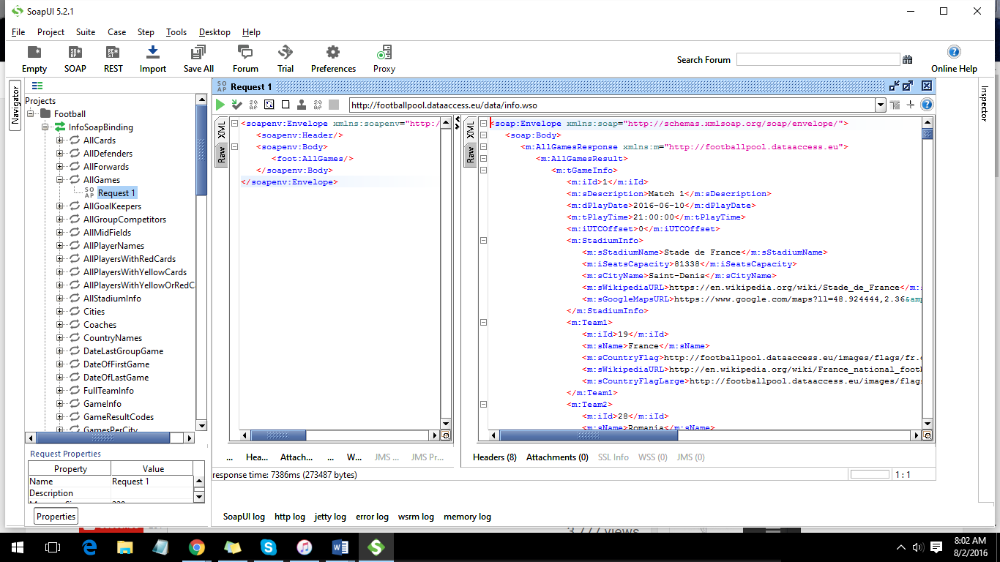 SoapUI 5.2.1
File Project Suite Case Step Tools Desktop Help
Empty SOAP REST Import Save All Forum Trial Preferences Proxy Search Forum Online Help
Navigator
Projects
Football
InfoSoapBinding
AllCards
AllDefenders
AllForwards
AllGames
Request 1
AllGoalKeepers
AllGroupCompetitors
AllMidFields
AllPlayerNames
AllPlayersWithRedCards
AllPlayersWithYellowCards
AllPlayersWithYellowOrRedC
AllStadiumInfo
Cities
Coaches
CountryNames
DateLastGroupGame
DateOfFirstGame
DateOfLastGame
FullTeamInfo
GameInfo
GameResultCodes
GamesPerCity
Request Properties
Property Value
Name Request 1
Description
Properties
Request 1
http://footballpool.dataaccess.eu/data/info.wso
XML
Raw
<soapenv:Envelope xmlns:soapenv="http:/
<soapenv:Header/>
<soapenv:Body>
<foot:AllGames/>
</soapenv:Body>
</soapenv:Envelope>
... Hea... Attach... ... W... JMS ... JMS Pr...
XML
Raw
<soap:Envelope xmlns:soap="http://schemas.xmlsoap.org/soap/envelope/">
<soap:Body>
<m:AllGamesResponse xmlns:m="http://footballpool.dataaccess.eu">
<m:AllGamesResult>
<m:tGameInfo>
<m:iId>1</m:iId>
<m:sDescription>Match 1</m:sDescription>
<m:dPlayDate>2016-06-10</m:dPlayDate>
<m:tPlayTime>21:00:00</m:tPlayTime>
<m:iUTCOffset>0</m:iUTCOffset>
<m:StadiumInfo>
<m:sStadiumName>Stade de France</m:sStadiumName>
<m:iSeatsCapacity>81338</m:iSeatsCapacity>
<m:sCityName>Saint-Denis</m:sCityName>
<m:sWikipediaURL>https://en.wikipedia.org/wiki/Stade_de_France</m:s
<m:sGoogleMapsURL>https://www.google.com/maps?ll=48.924444,2.36&amp
</m:StadiumInfo>
<m:Team1>
<m:iId>19</m:iId>
<m:sName>France</m:sName>
<m:sCountryFlag>http://footballpool.dataaccess.eu/images/flags/fr.
<m:sWikipediaURL>http://en.wikipedia.org/wiki/France_national_foot
<m:sCountryFlagLarge>http://footballpool.dataaccess.eu/images/flags
</m:Team1>
<m:Team2>
<m:iId>28</m:iId>
<m:sName>Romania</m:sName>
Headers (8) Attachments (0) SSL Info WSS (0) JMS (0)
response time: 7386ms (273487 bytes) 1 : 1
SoapUI log http log jetty log error log wsrm log memory log
Inspector
3,777 views
8:02 AM
8/2/2016